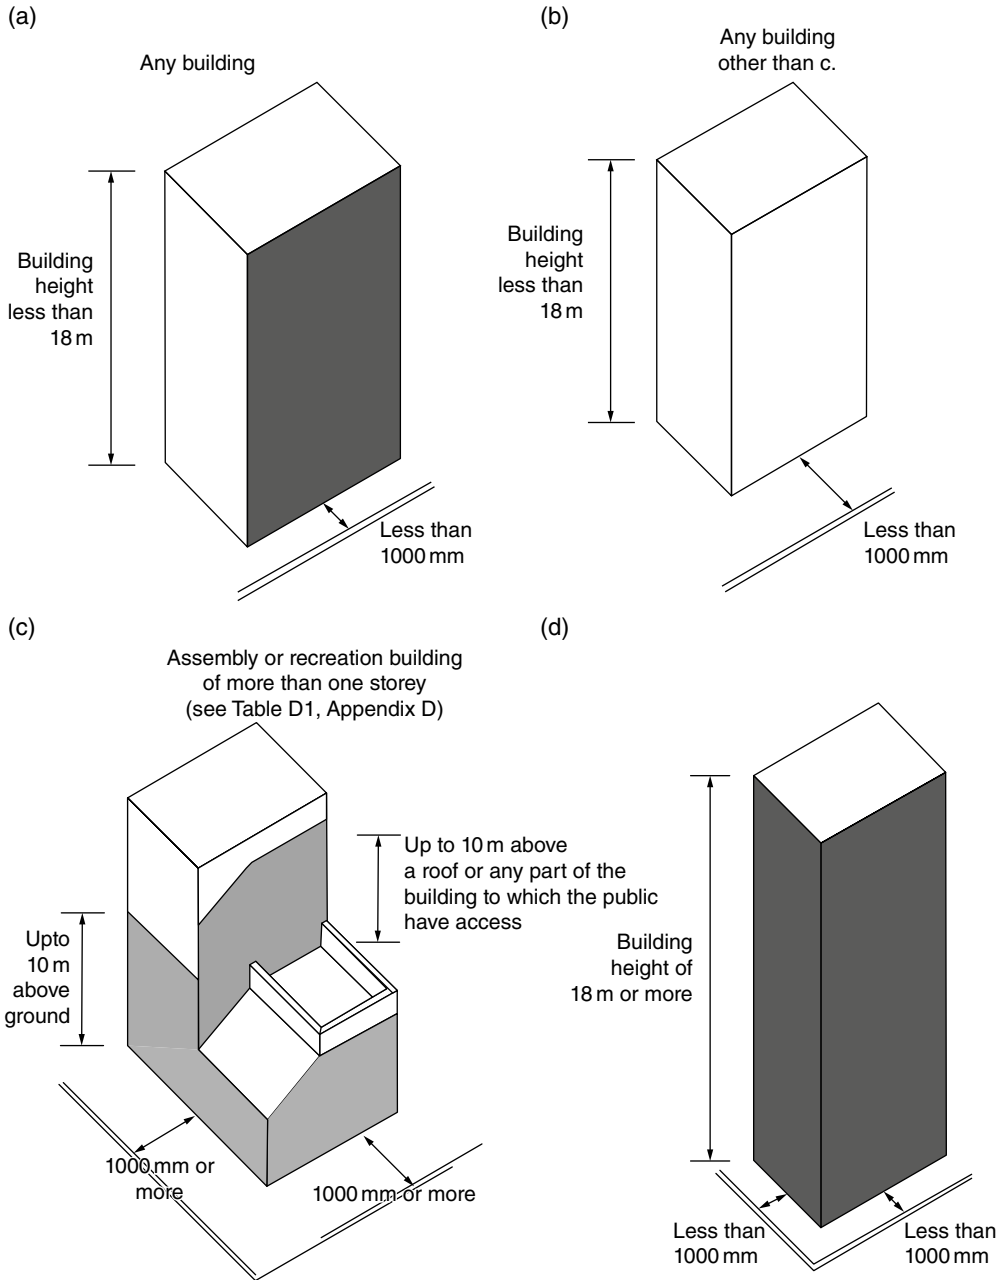 (a)
Any building
Building
height
less than
18 m
Less than
1000 mm
(b)
Any building
other than c.
Building
height
less than
18 m
Less than
1000 mm
(c)
Assembly or recreation building
of more than one storey
(see Table D1, Appendix D)
Up to 10 m above
a roof or any part of the
building to which the public
have access
Upto
10 m
above
ground
1000 mm or
more
1000 mm or more
(d)
Building
height of
18 m or more
Less than
1000 mm
Less than
1000 mm